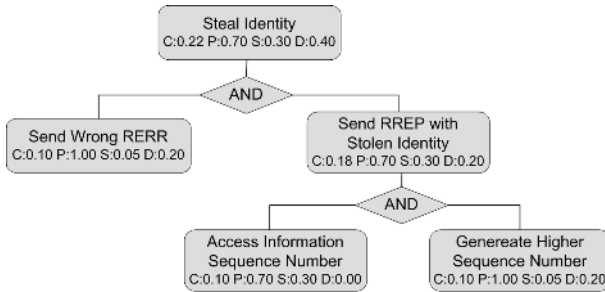 Steal Identity
C:0.22 P:0.70 S:0.30 D:0.40
AND
Send Wrong RERR
C:0.10 P:1.00 S:0.05 D:0.20
Send RREP with
Stolen Identity
C:0.18 P:0.70 S:0.30 D:0.20
AND
Access Information
Sequence Number
C:0.10 P:0.70 S:0.30 D:0.00
Genereate Higher
Sequence Number
C:0.10 P:1.00 S:0.05 D:0.20